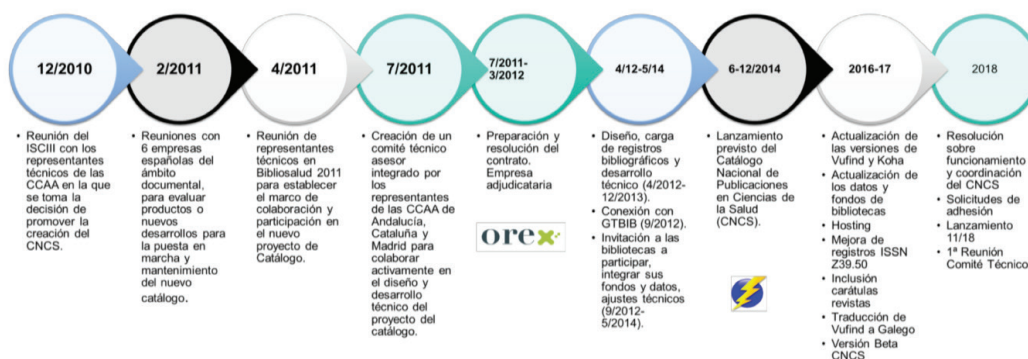 12/2010
• Reunión del
ISCIII con los
representantes
técnicos de las
CCAA en la que
se toma la
decisión de
promover la
creación del
CNCS.
2/2011
• Reuniones con
6 empresas
españolas del
ámbito
documental,
para evaluar
productos o
nuevos
desarrollos para
la puesta en
marcha y
mantenimiento
del nuevo
catálogo.
4/2011
• Reunión de
representantes
técnicos en
Bibliosalud 2011
para establecer
el marco de
colaboración y
participación en
el nuevo
proyecto de
Catálogo.
7/2011
• Creación de un
comité técnico
asesor
integrado por
los
representantes
de las CCAA de
Andalucía,
Cataluña y
Madrid para
colaborar
activamente en
el diseño y
desarrollo
técnico del
proyecto del
catálogo.
7/2011-
3/2012
• Preparación y
resolución del
contrato.
Empresa
adjudicataria
orex
4/12-5/14
• Diseño, carga
de registros
bibliográficos y
desarrollo
técnico (4/2012-
12/2013).
• Conexión con
GTBIB (9/2012).
• Invitación a las
bibliotecas a
participar,
integrar sus
fondos y datos,
ajustes técnicos
(9/2012-
5/2014).
6-12/2014
• Lanzamiento
previsto del
Catálogo
Nacional de
Publicaciones
en Ciencias de
la Salud
(CNCS).
2016-17
• Actualización de
las versiones de
Vufind y Koha
• Actualización de
los datos y
fondos de
bibliotecas
• Hosting
• Mejora de
registros ISSN
Z39.50
• Inclusión
carátulas
revistas
• Traducción de
Vufind a Galego
• Versión Beta
CNCS
2018
• Resolución
sobre
funcionamiento
y coordinación
del CNCS
• Solicitudes de
adhesión
• Lanzamiento
11/18
• 1ª Reunión
Comité Técnico